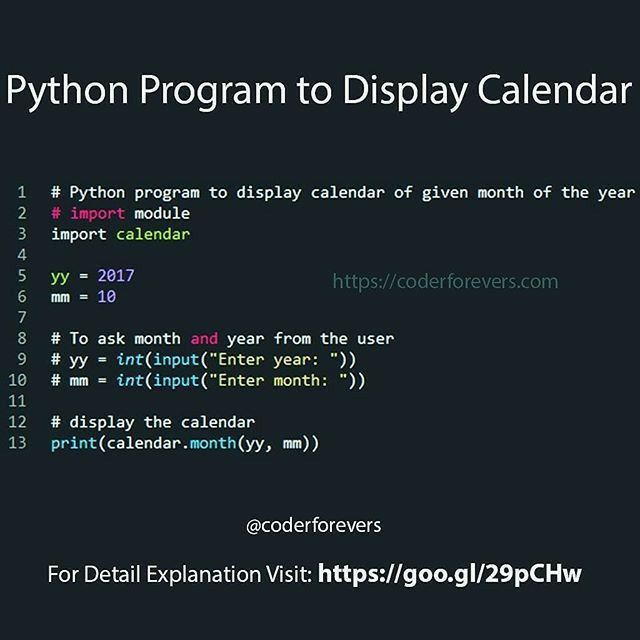 Python Program to Display Calendar
1 # Python program to display calendar of given month of the year
2 # import module
3 import calendar
4
5 yy = 2017
https://coderforevers.com
6 mm = 10
7
8 # To ask month and year from the user
9 # yy = int(input("Enter year: "))
10 # mm = int(input("Enter month: "))
11
12 # display the calendar
13 print(calendar.month(yy, mm))
@coderforevers
For Detail Explanation Visit: https://goo.gl/29pCHw